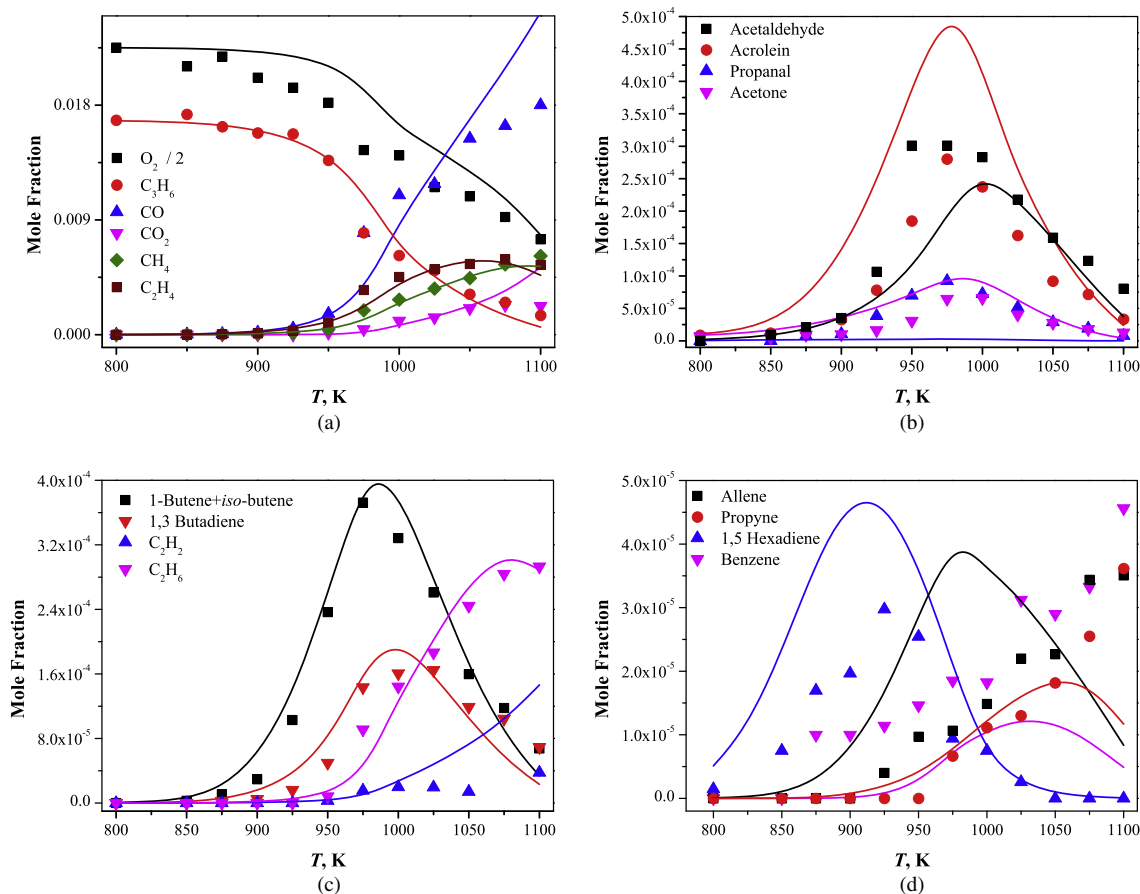 Mole Fraction
0.018
0.009
0.000
O2 / 2
C3H6
CO
CO2
CH4
C2H4
800 900 1000 1100
T, K
(a)
Mole Fraction
5.0x10-4
4.5x10-4
4.0x10-4
3.5x10-4
3.0x10-4
2.5x10-4
2.0x10-4
1.5x10-4
1.0x10-4
5.0x10-5
0.0
Acetaldehyde
Acrolein
Propanal
Acetone
800 850 900 950 1000 1050 1100
T, K
(b)
Mole Fraction
4.0x10-4
3.2x10-4
2.4x10-4
1.6x10-4
8.0x10-5
0.0
1-Butene+iso-butene
1,3 Butadiene
C2H2
C2H6
800 850 900 950 1000 1050 1100
T, K
(c)
Mole Fraction
5.0x10-5
4.0x10-5
3.0x10-5
2.0x10-5
1.0x10-5
0.0
Allene
Propyne
1,5 Hexadiene
Benzene
800 850 900 950 1000 1050 1100
T, K
(d)